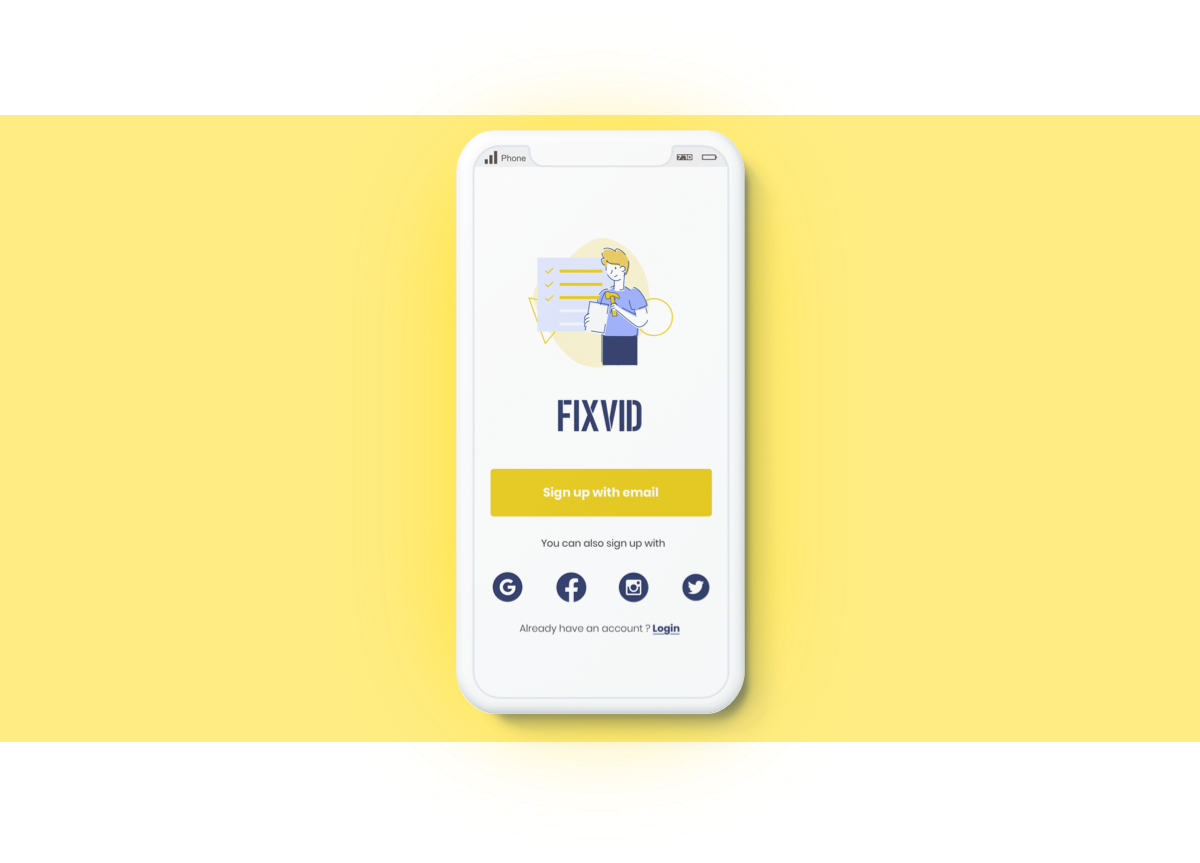 Phone
FIXVID
Sign up with email
You can also sign up with
Already have an account ? Login